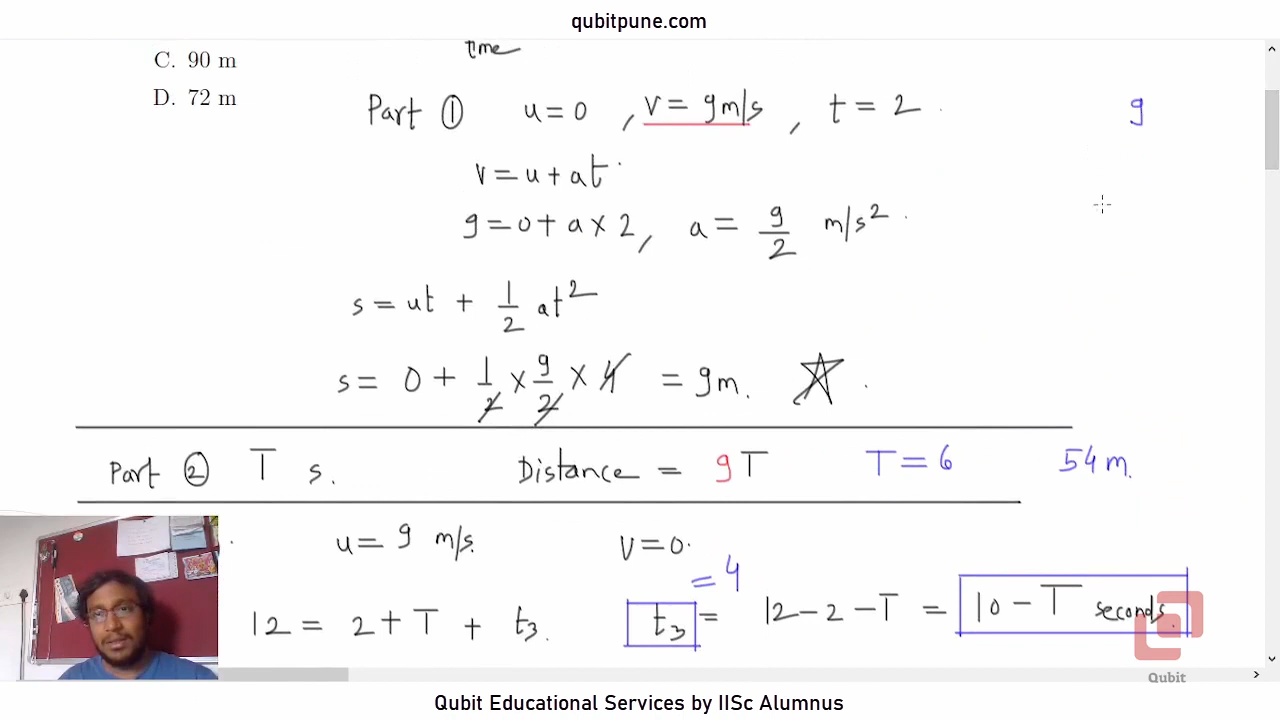 qubitpune.com
time
C. 90 m
D. 72 m
Part ① u = 0 , v = 9 m/s , t = 2 9
v = u + at
9 = 0 + a × 2 , a = 9/2 m/s²
s = ut + 1/2 at²
s = 0 + 1/2 × 9/2 × 4 = 9 m.
Part ② T s. Distance = 9T T = 6 54 m.
u = 9 m/s. v = 0.
= 4
12 = 2 + T + t₃. t₃ = 12 - 2 - T = 10 - T seconds.
Qubit
Qubit Educational Services by IISc Alumnus